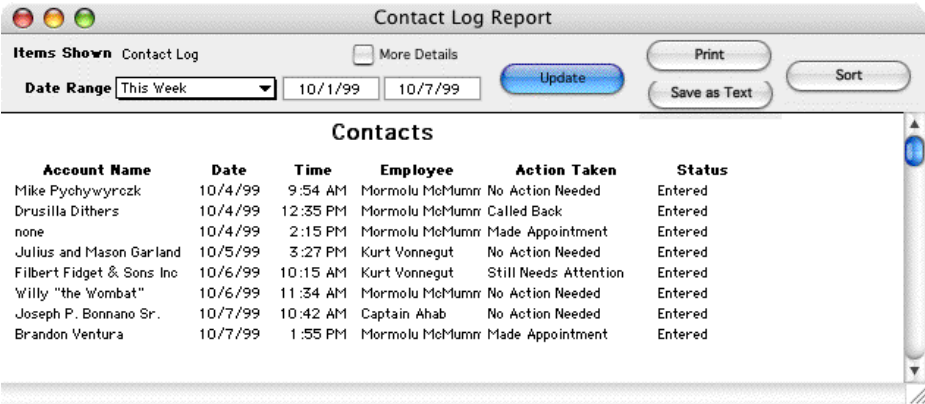 Contact Log Report
Items Shown Contact Log More Details Print
Date Range This Week 10/1/99 10/7/99 Update Save as Text Sort
Contacts
Account Name Date Time Employee Action Taken Status
Mike Pychywyrczk 10/4/99 9:54 AM Mormolu McMumm No Action Needed Entered
Drusilla Dithers 10/4/99 12:35 PM Mormolu McMumm Called Back Entered
none 10/4/99 2:15 PM Mormolu McMumm Made Appointment Entered
Julius and Mason Garland 10/5/99 3:27 PM Kurt Vonnegut No Action Needed Entered
Filbert Fidget & Sons Inc 10/6/99 10:15 AM Kurt Vonnegut Still Needs Attention Entered
Willy "the Wombat" 10/6/99 11:34 AM Mormolu McMumm No Action Needed Entered
Joseph P. Bonnano Sr. 10/7/99 10:42 AM Captain Ahab No Action Needed Entered
Brandon Ventura 10/7/99 1:55 PM Mormolu McMumm Made Appointment Entered